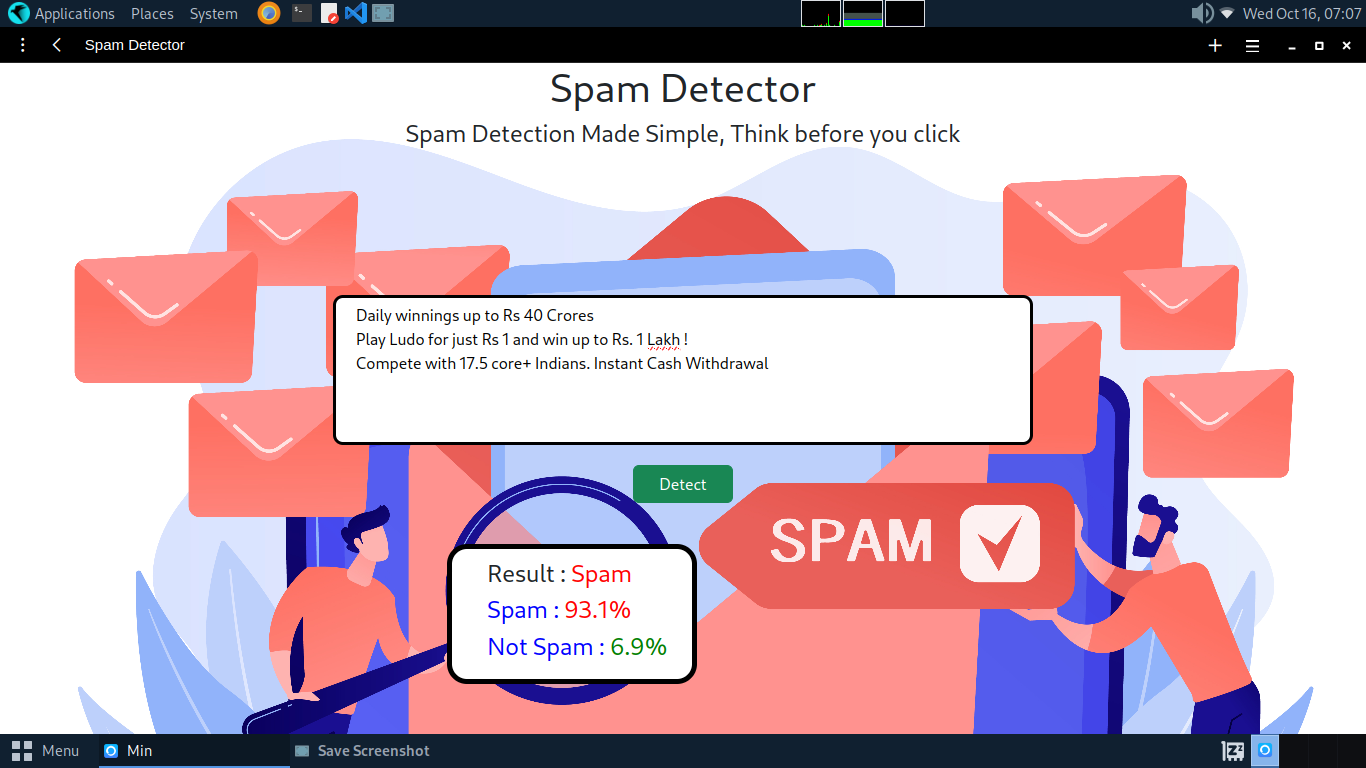 Applications Places System
Wed Oct 16, 07:07
Spam Detector
Spam Detector
Spam Detection Made Simple, Think before you click
Daily winnings up to Rs 40 Crores
Play Ludo for just Rs 1 and win up to Rs. 1 Lakh !
Compete with 17.5 core+ Indians. Instant Cash Withdrawal
Detect
SPAM
Result : Spam
Spam : 93.1%
Not Spam : 6.9%
Menu Min Save Screenshot